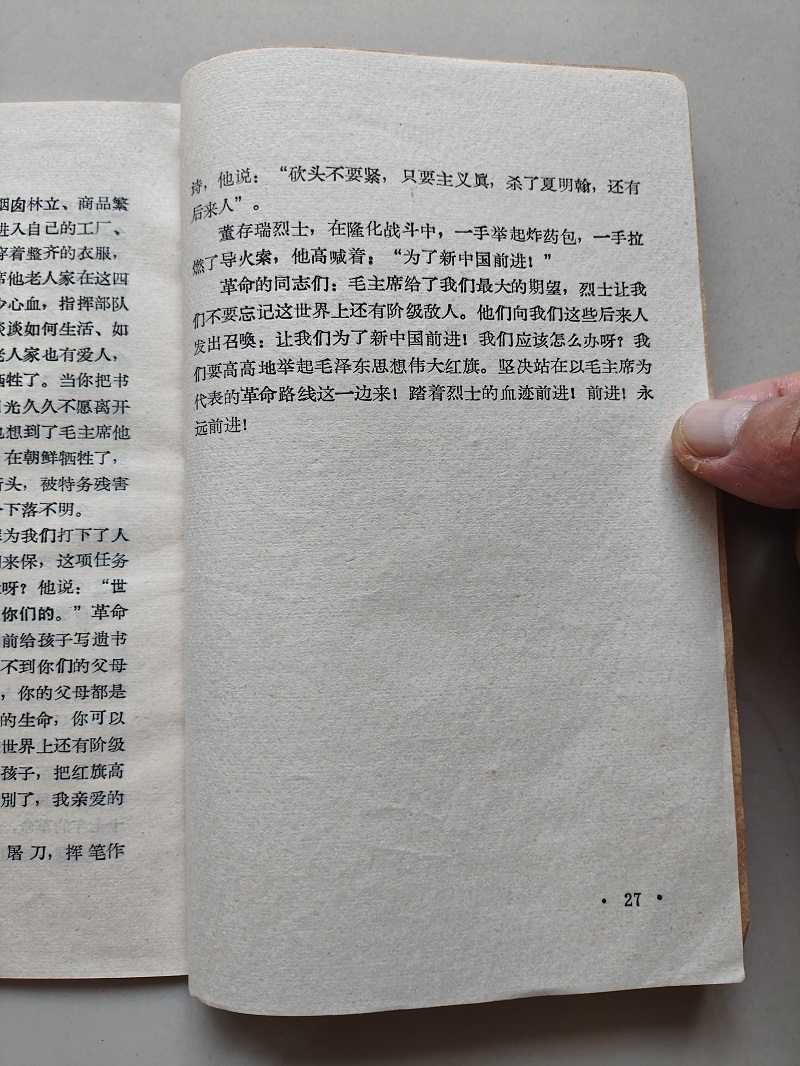 烟囱林立、商品繁
进入自己的工厂、
穿着整齐的衣服，
席他老人家在这四
少心血，指挥部队
谈谈如何生活、如
老人家也有爱人，
牺牲了。当你把书
目光久久不愿离开
也想到了毛主席他
在朝鲜牺牲了，
街头，被特务残害
下落不明。
为我们打下了人
来保，这项任务
呀？他说：“世
你们的。”革命
前给孩子写遗书
不到你们的父母
，你的父母都是
的生命，你可以
世界上还有阶级
孩子，把红旗高
别了，我亲爱的
屠刀，挥笔作
诗，他说：“砍头不要紧，只要主义真，杀了夏明翰，还有
后来人”。
董存瑞烈士，在隆化战斗中，一手举起炸药包，一手拉
燃了导火索，他高喊着：“为了新中国前进！”
革命的同志们：毛主席给了我们最大的期望，烈士让我
们不要忘记这世界上还有阶级敌人。他们向我们这些后来人
发出召唤：让我们为了新中国前进！我们应该怎么办呀？我
们要高高地举起毛泽东思想伟大红旗。坚决站在以毛主席为
代表的革命路线这一边来！踏着烈士的血迹前进！前进！永
远前进！
• 27 •